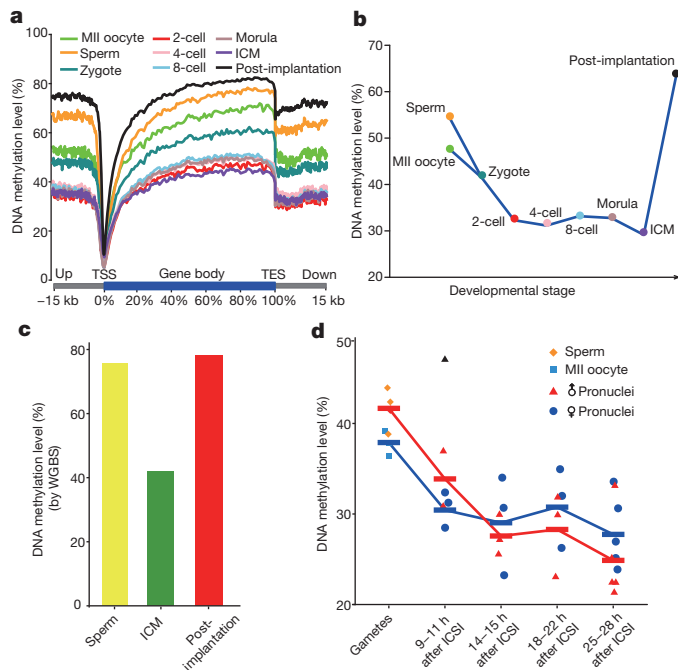 a
MII oocyte 2-cell Morula
Sperm 4-cell ICM
Zygote 8-cell Post-implantation
DNA methylation level (%)
100
80
60
40
20
0
Up TSS Gene body TES Down
−15 kb 0% 20% 40% 60% 80% 100% 15 kb
b
DNA methylation level (%)
70
60
50
40
30
20
Post-implantation
Sperm
MII oocyte
Zygote
2-cell
4-cell
8-cell
Morula
ICM
Developmental stage
c
DNA methylation level (%)
(by WGBS)
80
60
40
20
0
Sperm
ICM
Post-
implantation
d
DNA methylation level (%)
50
40
30
20
Sperm
MII oocyte
♂ Pronuclei
♀ Pronuclei
Gametes
9–11 h
after ICSI
14–15 h
after ICSI
18–22 h
after ICSI
25–28 h
after ICSI